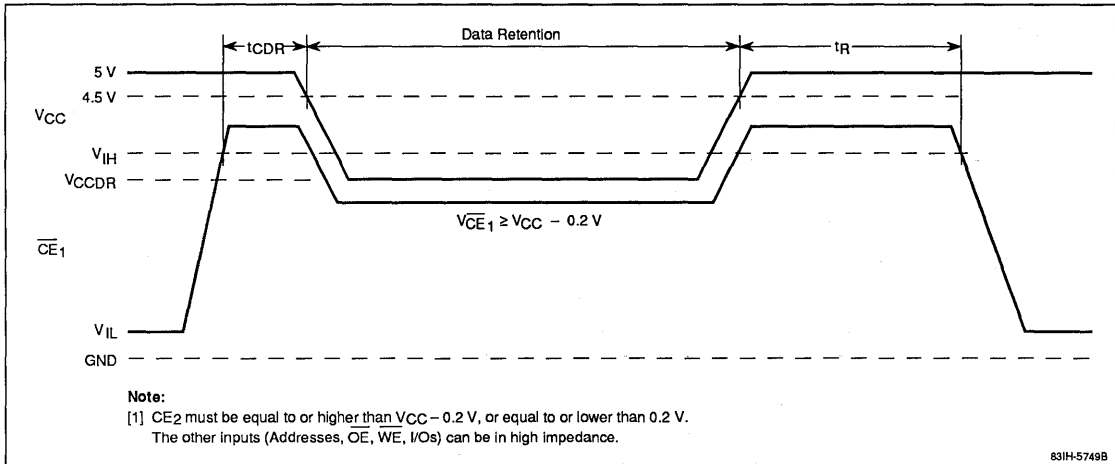 tCDR
Data Retention
tR
5 V
4.5 V
VCC
VIH
VCCDR
VCE1 ≥ VCC – 0.2 V
CE1
VIL
GND
Note:
[1] CE2 must be equal to or higher than VCC – 0.2 V, or equal to or lower than 0.2 V.
The other inputs (Addresses, OE, WE, I/Os) can be in high impedance.
83IH-5749B